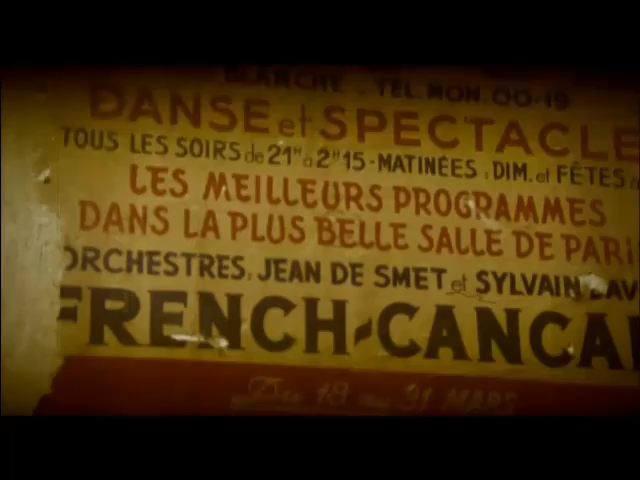 BLANCHE - TEL. MON. 00-19
DANSE et SPECTACLE
TOUS LES SOIRS de 21H à 2H15 - MATINÉES : DIM. et FÊTES
LES MEILLEURS PROGRAMMES
DANS LA PLUS BELLE SALLE DE PARI
ORCHESTRES: JEAN DE SMET et SYLVAIN LAV
FRENCH-CANCA
Du 18 au 31 MARS